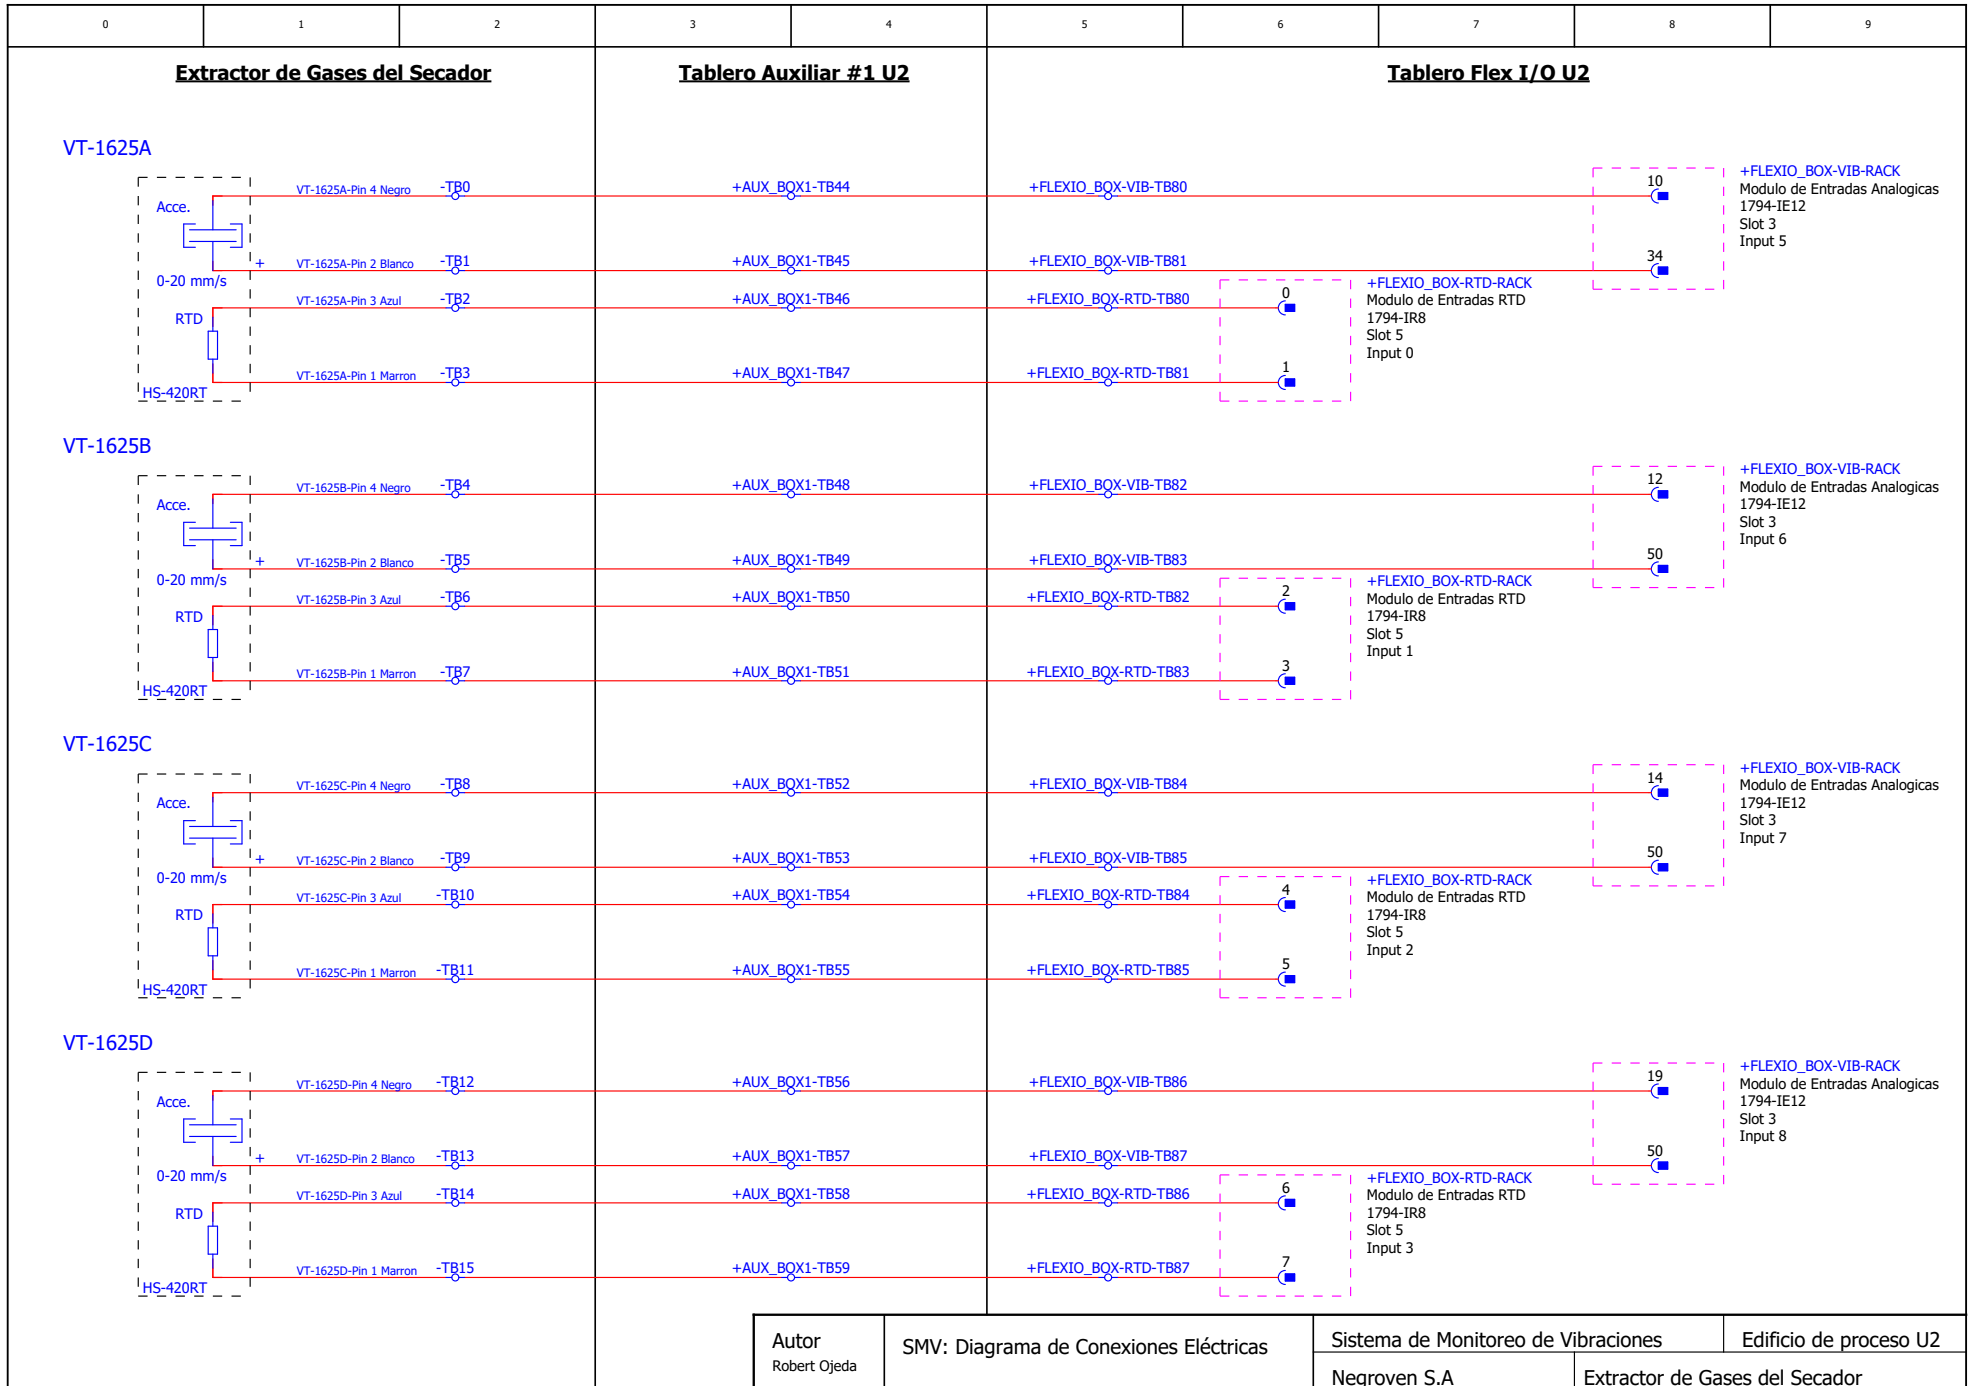 0 1 2 3 4 5 6 7 8 9
Extractor de Gases del Secador
Tablero Auxiliar #1 U2
Tablero Flex I/O U2
VT-1625A
Acce.
VT-1625A-Pin 4 Negro -TB0 +AUX_BOX1-TB44 +FLEXIO_BOX-VIB-TB80 10
+FLEXIO_BOX-VIB-RACK
Modulo de Entradas Analogicas
1794-IE12
Slot 3
Input 5
+ VT-1625A-Pin 2 Blanco -TB1 +AUX_BOX1-TB45 +FLEXIO_BOX-VIB-TB81 34
0-20 mm/s
VT-1625A-Pin 3 Azul -TB2 +AUX_BOX1-TB46 +FLEXIO_BOX-RTD-TB80 0
RTD
+FLEXIO_BOX-RTD-RACK
Modulo de Entradas RTD
1794-IR8
Slot 5
Input 0
VT-1625A-Pin 1 Marron -TB3 +AUX_BOX1-TB47 +FLEXIO_BOX-RTD-TB81 1
HS-420RT
VT-1625B
Acce.
VT-1625B-Pin 4 Negro -TB4 +AUX_BOX1-TB48 +FLEXIO_BOX-VIB-TB82 12
+FLEXIO_BOX-VIB-RACK
Modulo de Entradas Analogicas
1794-IE12
Slot 3
Input 6
+ VT-1625B-Pin 2 Blanco -TB5 +AUX_BOX1-TB49 +FLEXIO_BOX-VIB-TB83 50
0-20 mm/s
VT-1625B-Pin 3 Azul -TB6 +AUX_BOX1-TB50 +FLEXIO_BOX-RTD-TB82 2
RTD
+FLEXIO_BOX-RTD-RACK
Modulo de Entradas RTD
1794-IR8
Slot 5
Input 1
VT-1625B-Pin 1 Marron -TB7 +AUX_BOX1-TB51 +FLEXIO_BOX-RTD-TB83 3
HS-420RT
VT-1625C
Acce.
VT-1625C-Pin 4 Negro -TB8 +AUX_BOX1-TB52 +FLEXIO_BOX-VIB-TB84 14
+FLEXIO_BOX-VIB-RACK
Modulo de Entradas Analogicas
1794-IE12
Slot 3
Input 7
+ VT-1625C-Pin 2 Blanco -TB9 +AUX_BOX1-TB53 +FLEXIO_BOX-VIB-TB85 50
0-20 mm/s
VT-1625C-Pin 3 Azul -TB10 +AUX_BOX1-TB54 +FLEXIO_BOX-RTD-TB84 4
RTD
+FLEXIO_BOX-RTD-RACK
Modulo de Entradas RTD
1794-IR8
Slot 5
Input 2
VT-1625C-Pin 1 Marron -TB11 +AUX_BOX1-TB55 +FLEXIO_BOX-RTD-TB85 5
HS-420RT
VT-1625D
Acce.
VT-1625D-Pin 4 Negro -TB12 +AUX_BOX1-TB56 +FLEXIO_BOX-VIB-TB86 19
+FLEXIO_BOX-VIB-RACK
Modulo de Entradas Analogicas
1794-IE12
Slot 3
Input 8
+ VT-1625D-Pin 2 Blanco -TB13 +AUX_BOX1-TB57 +FLEXIO_BOX-VIB-TB87 50
0-20 mm/s
VT-1625D-Pin 3 Azul -TB14 +AUX_BOX1-TB58 +FLEXIO_BOX-RTD-TB86 6
RTD
+FLEXIO_BOX-RTD-RACK
Modulo de Entradas RTD
1794-IR8
Slot 5
Input 3
VT-1625D-Pin 1 Marron -TB15 +AUX_BOX1-TB59 +FLEXIO_BOX-RTD-TB87 7
HS-420RT
Autor
Robert Ojeda
SMV: Diagrama de Conexiones Eléctricas
Sistema de Monitoreo de Vibraciones
Edificio de proceso U2
Negroven S.A
Extractor de Gases del Secador